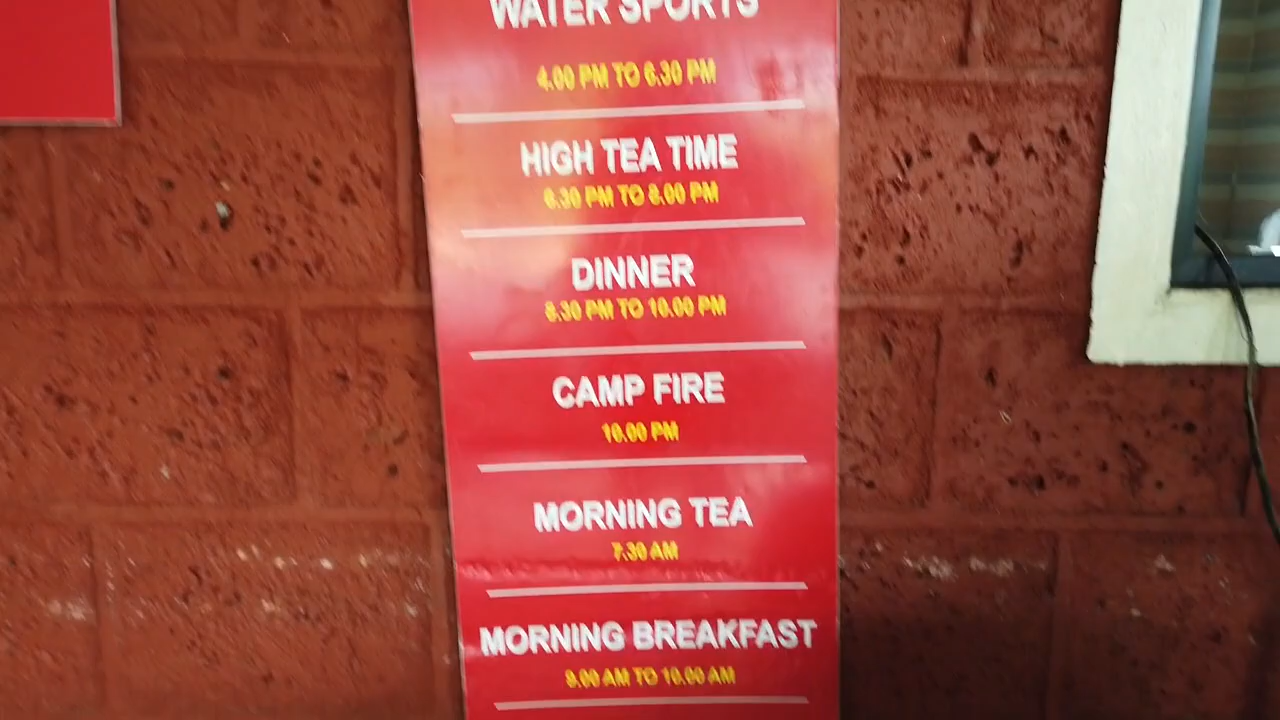 WATER SPORTS
4.00 PM TO 6.30 PM
HIGH TEA TIME
6.30 PM TO 8.00 PM
DINNER
8.30 PM TO 10.00 PM
CAMP FIRE
10.00 PM
MORNING TEA
7.30 AM
MORNING BREAKFAST
9.00 AM TO 10.00 AM